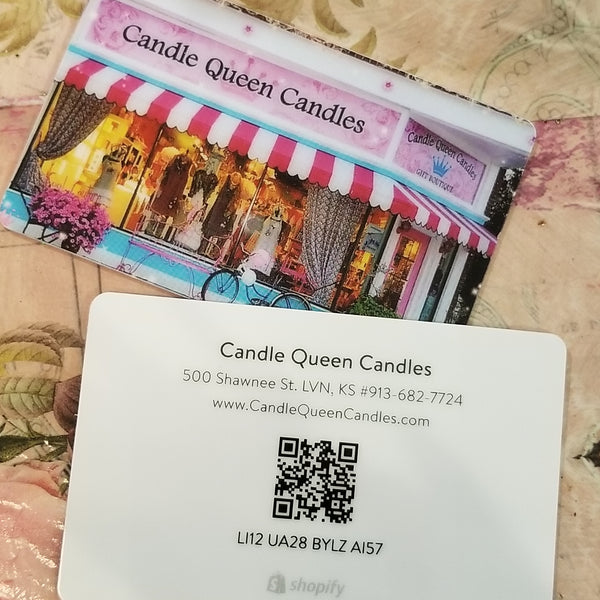 Candle Queen Candles
Candle Queen Candles
GIFT BOUTIQUE
Candle Queen Candles
500 Shawnee St. LVN, KS #913-682-7724
www.CandleQueenCandles.com
LI12 UA28 BYLZ AI57
shopify